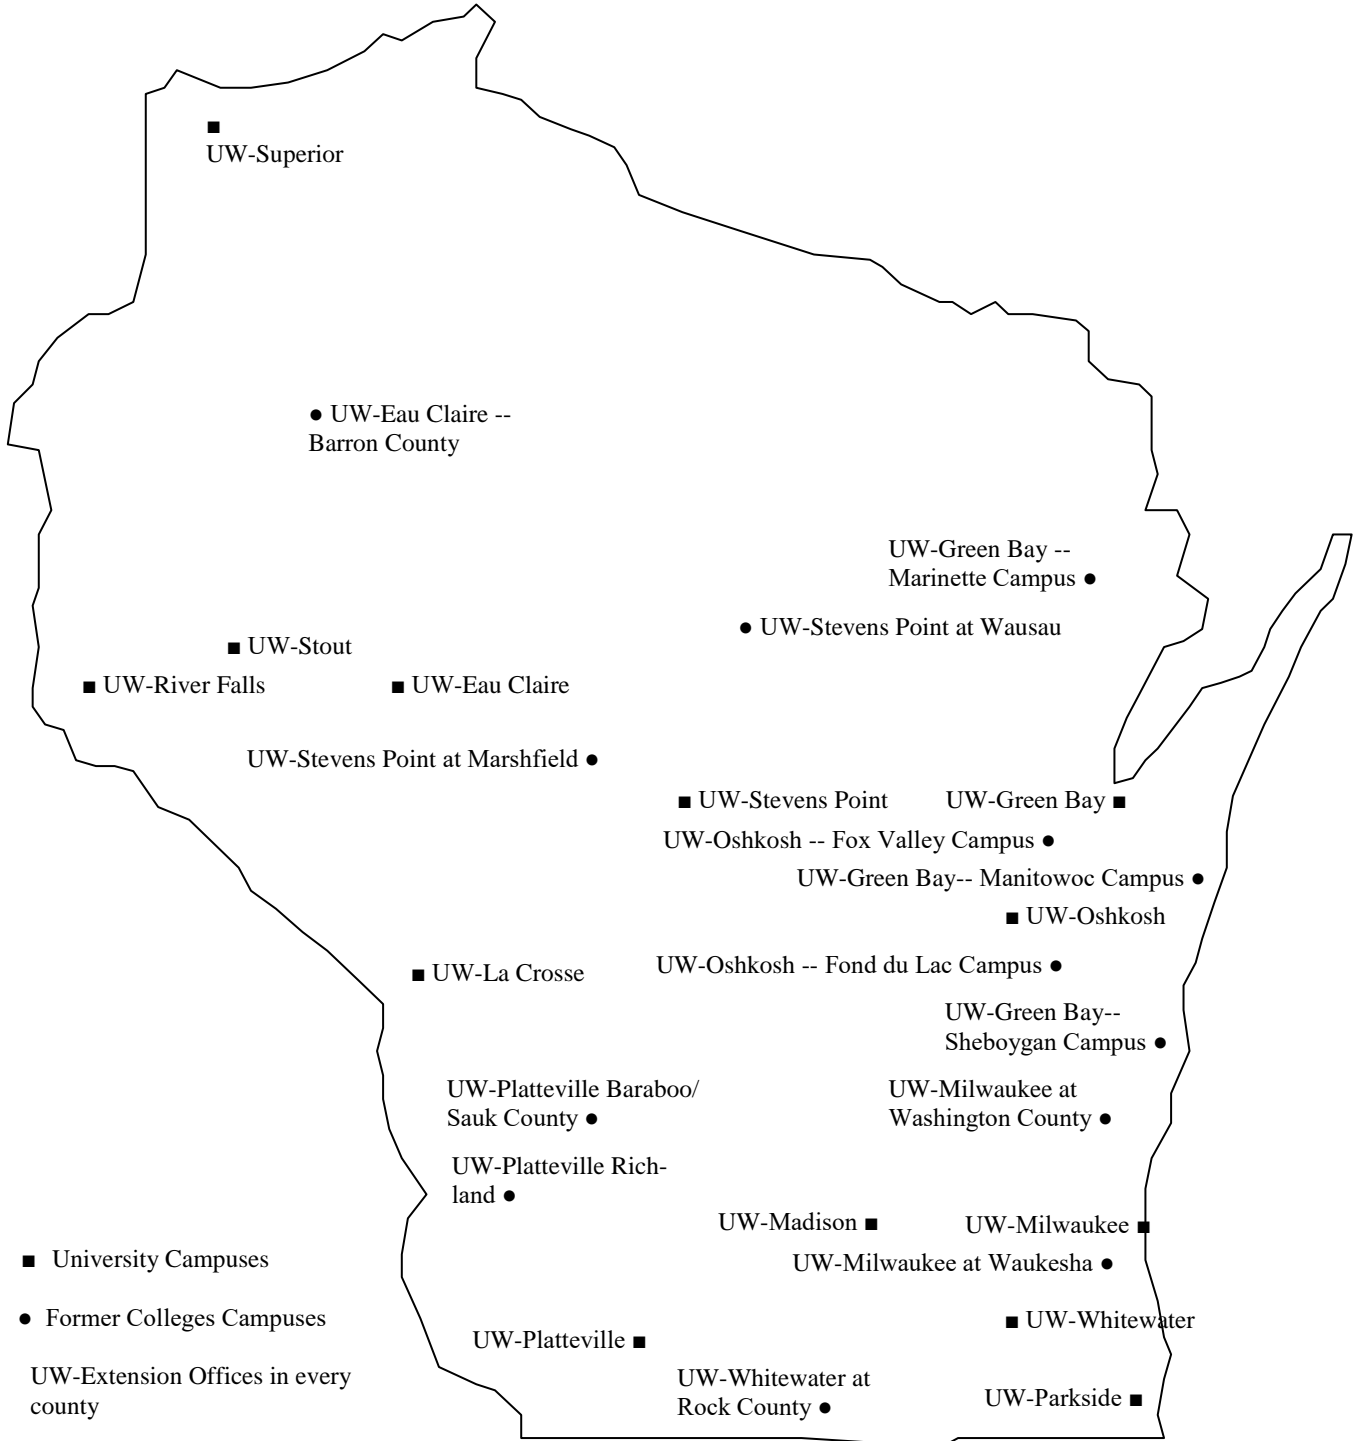 ■
UW-Superior
● UW-Eau Claire --
Barron County
UW-Green Bay --
Marinette Campus ●
● UW-Stevens Point at Wausau
■ UW-Stout
■ UW-River Falls
■ UW-Eau Claire
UW-Stevens Point at Marshfield ●
■ UW-Stevens Point
UW-Green Bay ■
UW-Oshkosh -- Fox Valley Campus ●
UW-Green Bay-- Manitowoc Campus ●
■ UW-Oshkosh
UW-Oshkosh -- Fond du Lac Campus ●
■ UW-La Crosse
UW-Green Bay--
Sheboygan Campus ●
UW-Platteville Baraboo/
Sauk County ●
UW-Milwaukee at
Washington County ●
UW-Platteville Rich-
land ●
UW-Madison ■
UW-Milwaukee ■
UW-Milwaukee at Waukesha ●
■ University Campuses
● Former Colleges Campuses
UW-Extension Offices in every
county
■ UW-Whitewater
UW-Platteville ■
UW-Whitewater at
Rock County ●
UW-Parkside ■